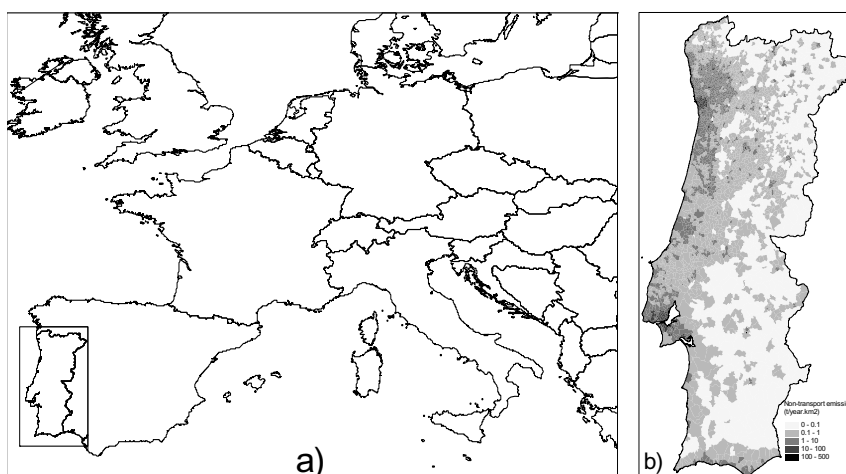 a)
b)
Non-transport emissi
(t/year.km2)
0 - 0.1
0.1 - 1
1 - 10
10 - 100
100 - 500